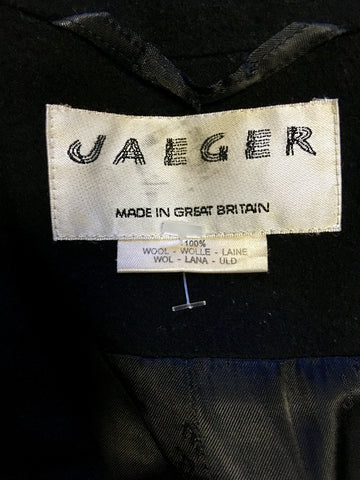 JAEGER
MADE IN GREAT BRITAIN
100%
WOOL - WOLLE - LAINE
WOL - LANA - ULD